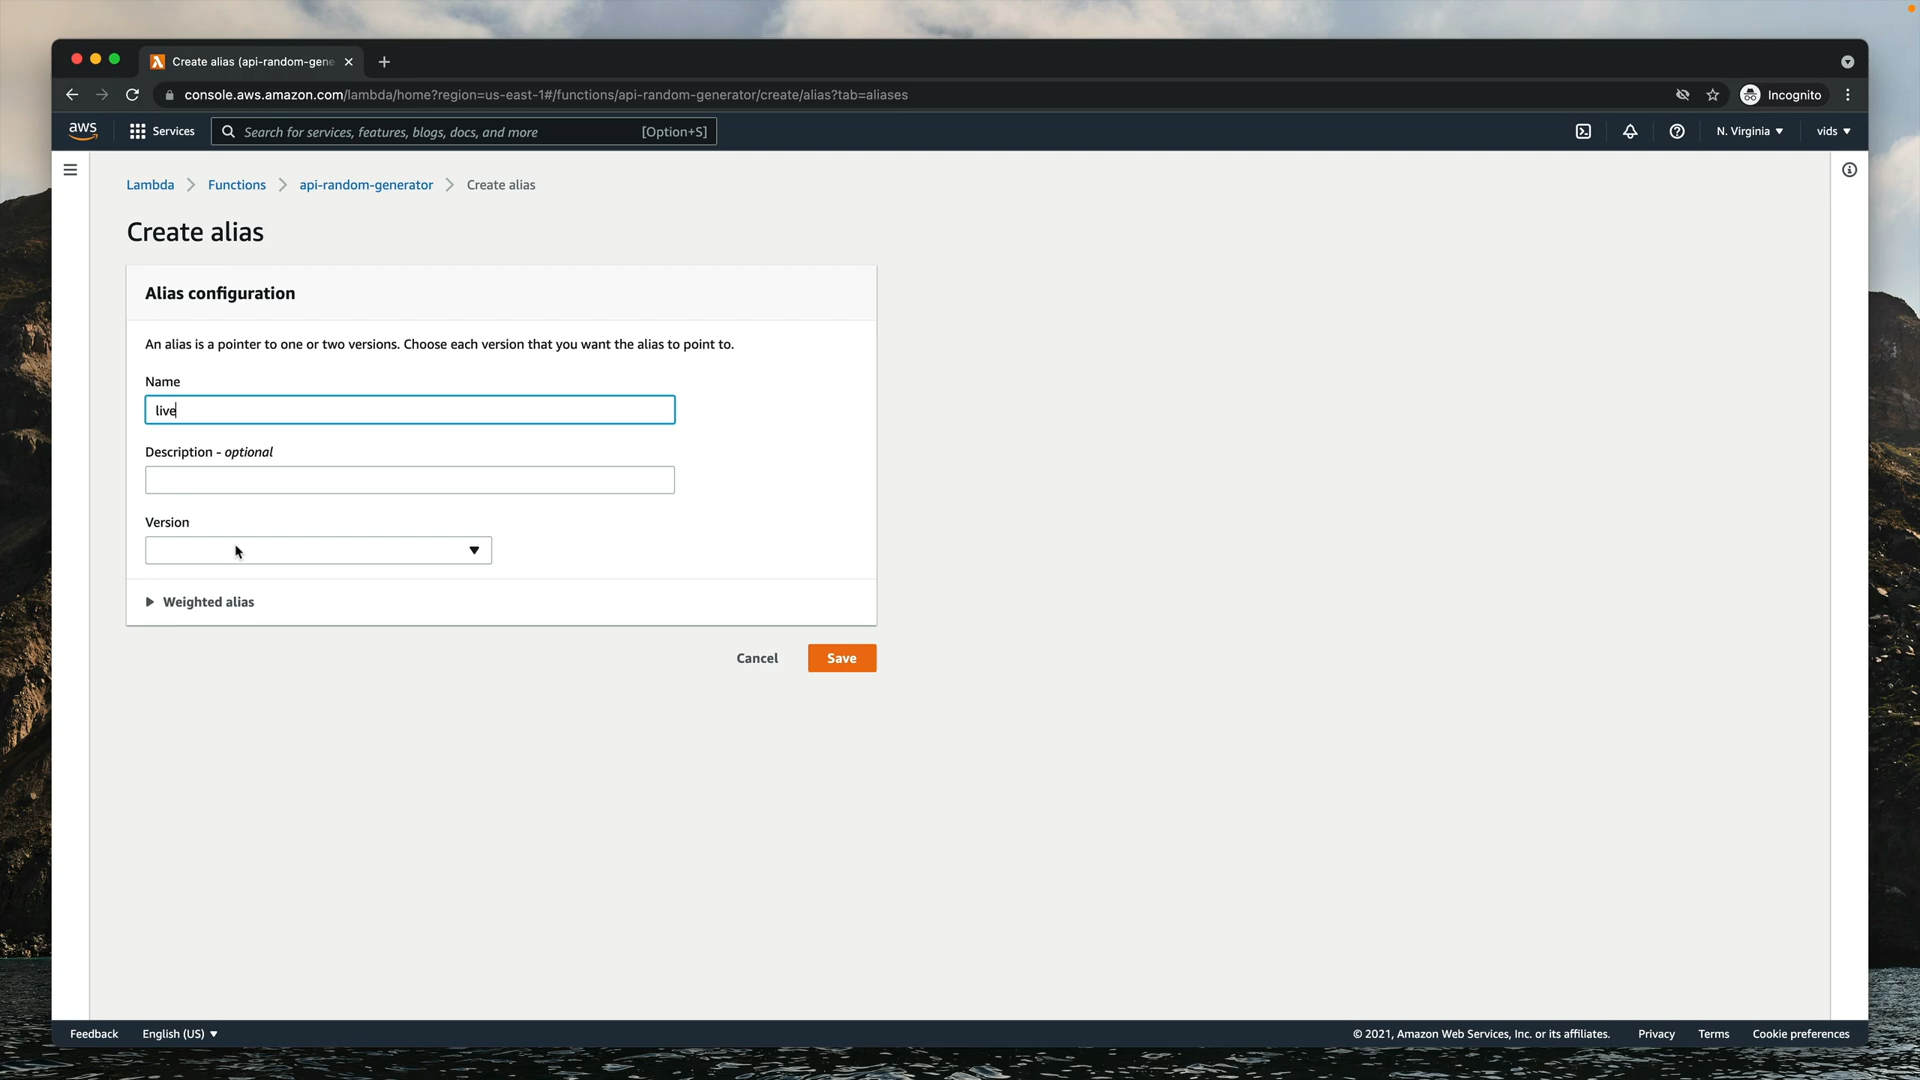 Create alias (api-random-gene
console.aws.amazon.com/lambda/home?region=us-east-1#/functions/api-random-generator/create/alias?tab=aliases
Incognito
aws
Services
Search for services, features, blogs, docs, and more
[Option+S]
N. Virginia
vids
Lambda
Functions
api-random-generator
Create alias
Create alias
Alias configuration
An alias is a pointer to one or two versions. Choose each version that you want the alias to point to.
Name
live
Description - optional
Version
Weighted alias
Cancel
Save
Feedback
English (US)
© 2021, Amazon Web Services, Inc. or its affiliates.
Privacy
Terms
Cookie preferences